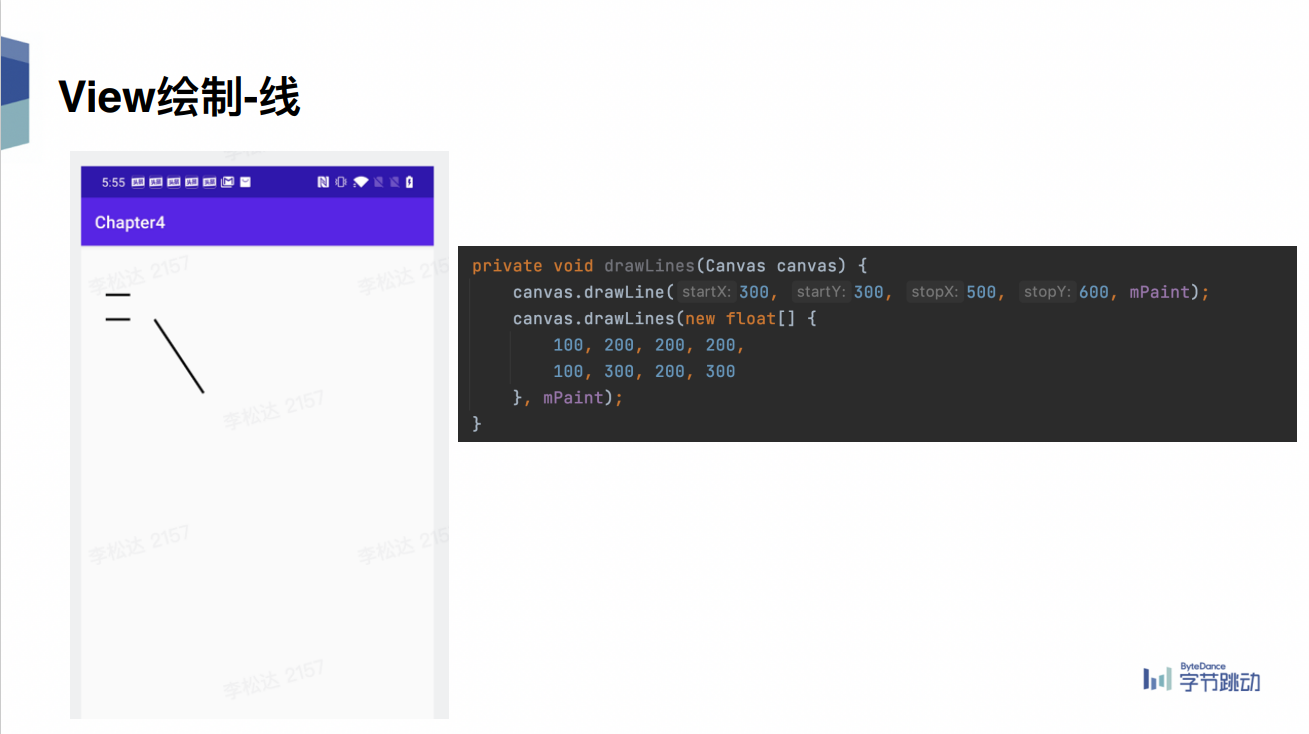 View绘制-线
5:55
Chapter4
李松达 2157
李松达 215
李松达 2157
李松达 2157
李松达 215
李松达 2157
private void drawLines(Canvas canvas) {
canvas.drawLine( startX: 300, startY: 300, stopX: 500, stopY: 600, mPaint);
canvas.drawLines(new float[] {
100, 200, 200, 200,
100, 300, 200, 300
}, mPaint);
}
ByteDance
字节跳动